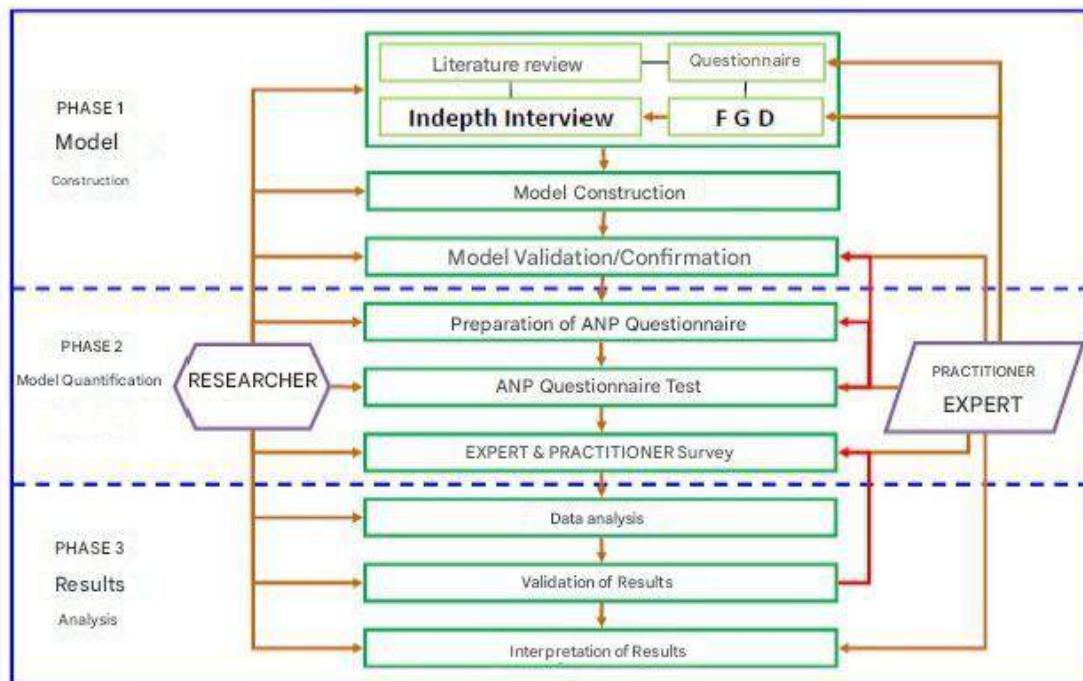 PHASE 1
Model
Construction
Literature review
Questionnaire
Indepth Interview
F G D
Model Construction
Model Validation/Confirmation
PHASE 2
Model Quantification
RESEARCHER
Preparation of ANP Questionnaire
ANP Questionnaire Test
EXPERT & PRACTITIONER Survey
PRACTITIONER
EXPERT
PHASE 3
Results
Analysis
Data analysis
Validation of Results
Interpretation of Results